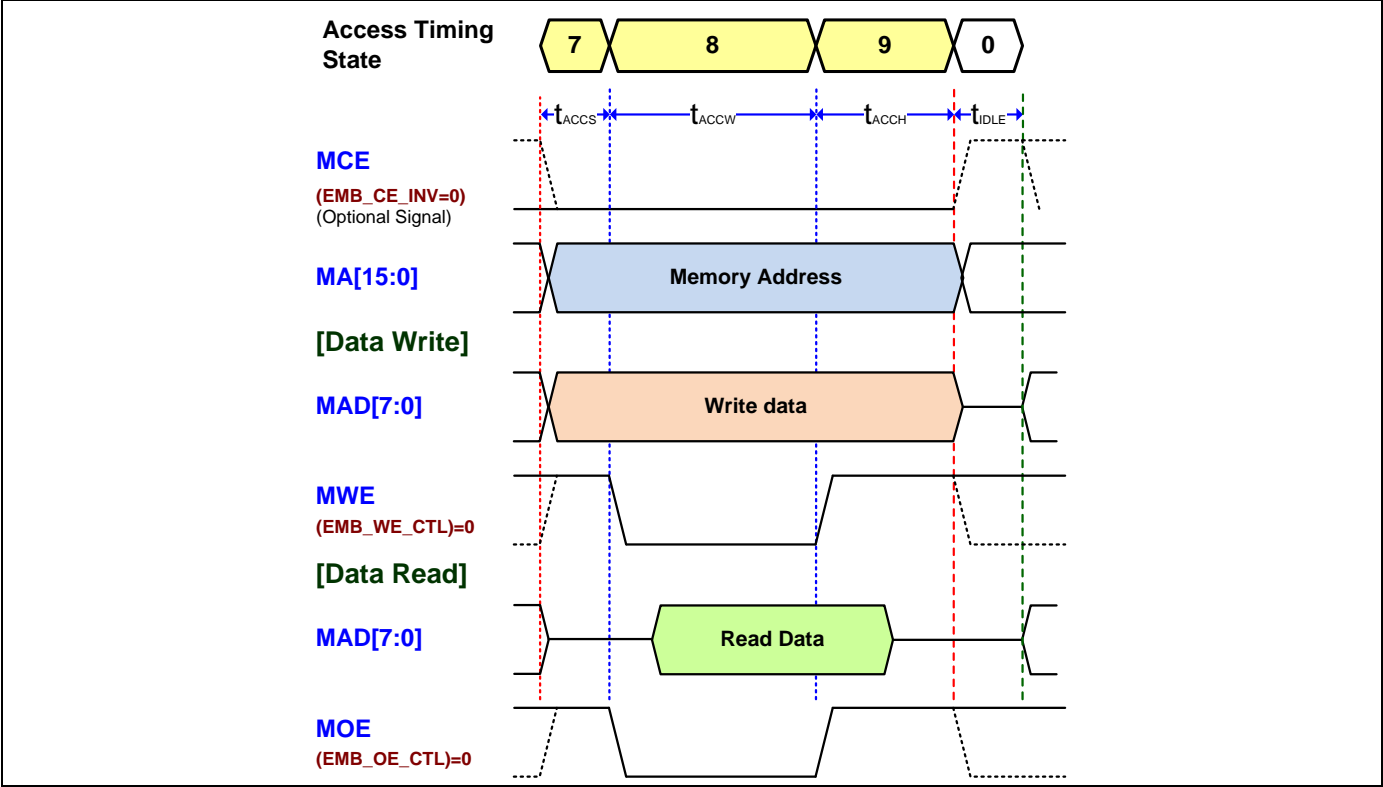 Access Timing
State
7 8 9 0
tACCS tACCW tACCH tIDLE
MCE
(EMB_CE_INV=0)
(Optional Signal)
MA[15:0]
Memory Address
[Data Write]
MAD[7:0]
Write data
MWE
(EMB_WE_CTL)=0
[Data Read]
MAD[7:0]
Read Data
MOE
(EMB_OE_CTL)=0